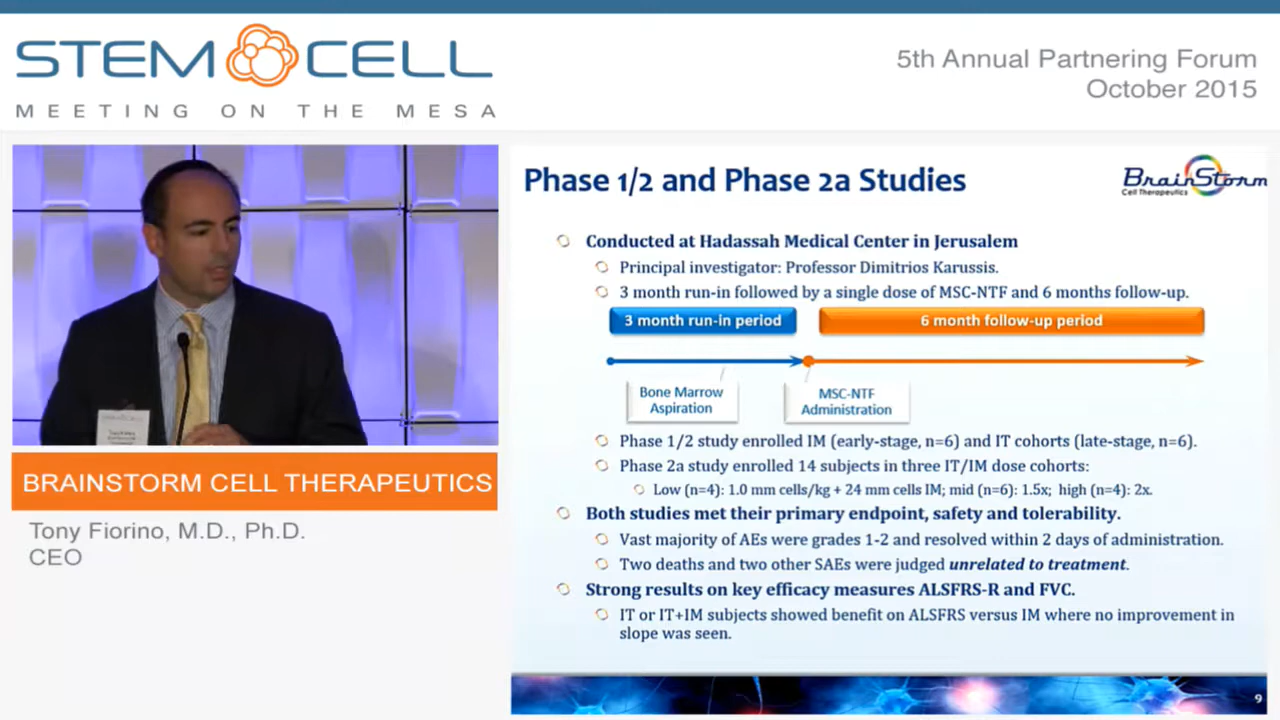 STEM CELL
MEETING ON THE MESA
5th Annual Partnering Forum
October 2015
Phase 1/2 and Phase 2a Studies
BrainStorm
Cell Therapeutics
Conducted at Hadassah Medical Center in Jerusalem
Principal investigator: Professor Dimitrios Karussis.
3 month run-in followed by a single dose of MSC-NTF and 6 months follow-up.
3 month run-in period
6 month follow-up period
Bone Marrow
Aspiration
MSC-NTF
Administration
Phase 1/2 study enrolled IM (early-stage, n=6) and IT cohorts (late-stage, n=6).
Phase 2a study enrolled 14 subjects in three IT/IM dose cohorts:
Low (n=4): 1.0 mm cells/kg + 24 mm cells IM; mid (n=6): 1.5x; high (n=4): 2x.
Both studies met their primary endpoint, safety and tolerability.
Vast majority of AEs were grades 1-2 and resolved within 2 days of administration.
Two deaths and two other SAEs were judged unrelated to treatment.
Strong results on key efficacy measures ALSFRS-R and FVC.
IT or IT+IM subjects showed benefit on ALSFRS versus IM where no improvement in
slope was seen.
9
BRAINSTORM CELL THERAPEUTICS
Tony Fiorino, M.D., Ph.D.
CEO